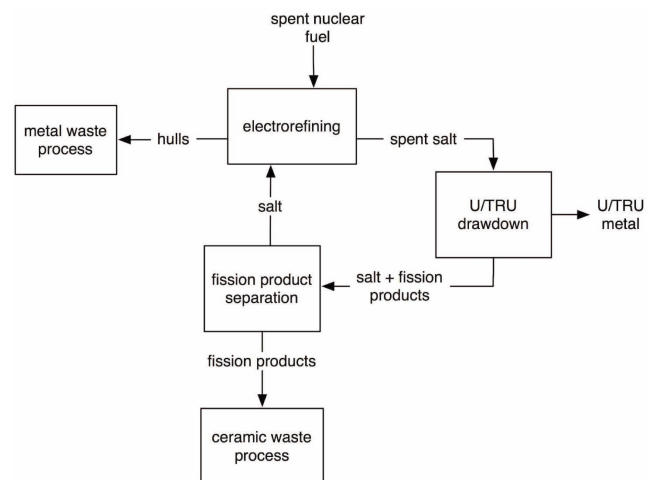 spent nuclear
fuel
electrorefining
metal waste
process
hulls
spent salt
U/TRU
drawdown
U/TRU
metal
salt
fission product
separation
salt + fission
products
fission products
ceramic waste
process